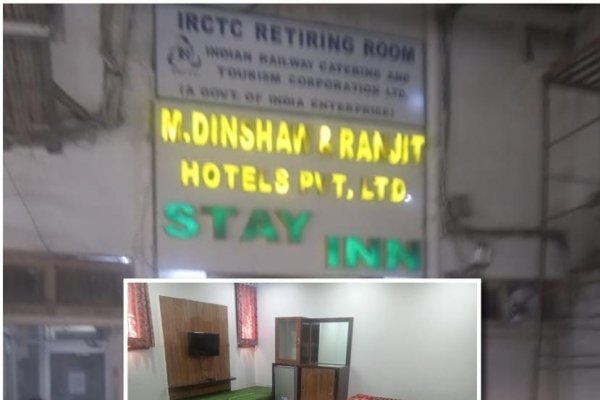 IRCTC RETIRING ROOM
INDIAN RAILWAY CATERING AND
TOURISM CORPORATION LTD.
(A GOVT. OF INDIA ENTERPRISE)
M.DINSHAW & RANJIT
HOTELS PVT. LTD.
STAY INN